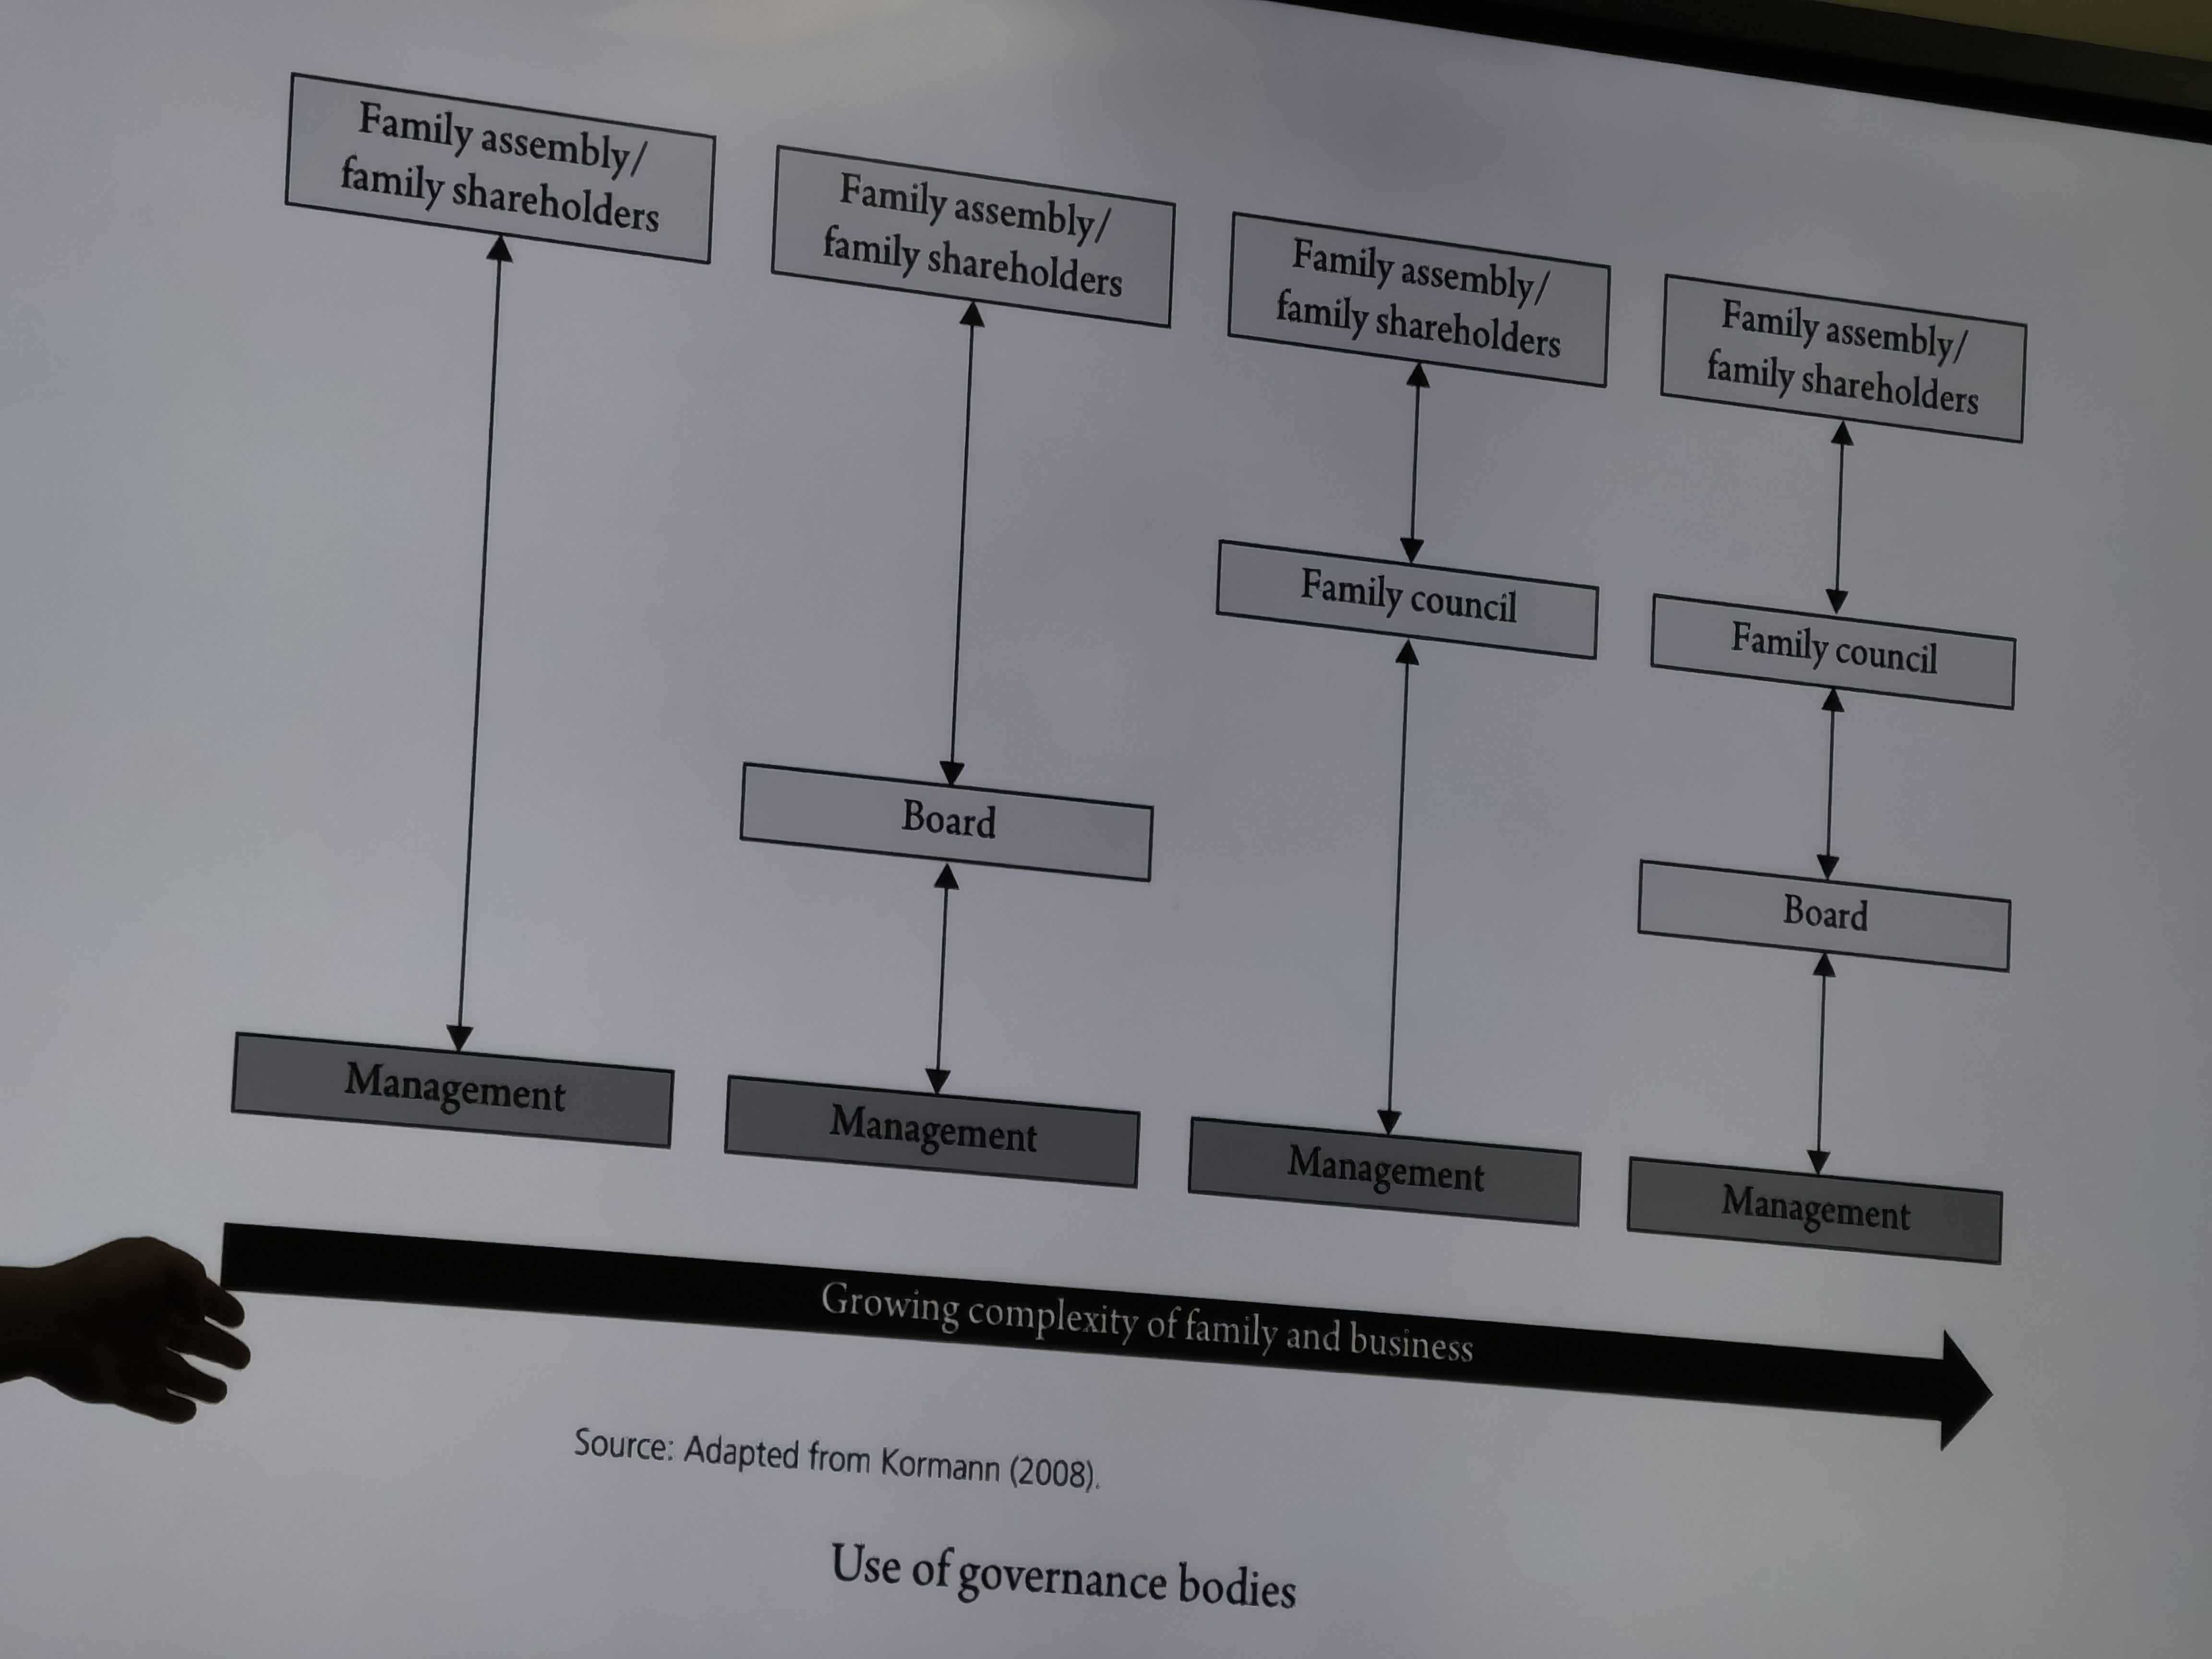 Family assembly/
family shareholders
Management
Family assembly/
family shareholders
Board
Management
Family assembly/
family shareholders
Family council
Management
Family assembly/
family shareholders
Family council
Board
Management
Growing complexity of family and business
Source: Adapted from Kormann (2008).
Use of governance bodies